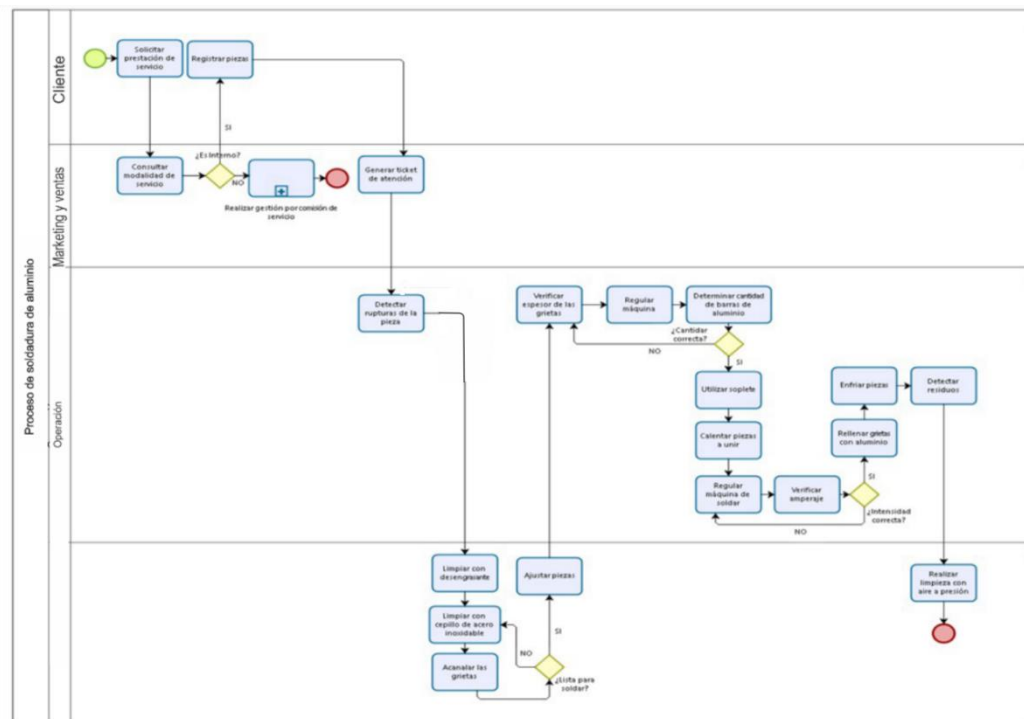 Proceso de soldadura de aluminio
Cliente
Solicitar
prestación de
servicio
Registrar piezas
SI
Marketing y ventas
Consultar
modalidad de
servicio
¿Es interno?
NO
Realizar gestión por comisión de
servicio
Generar ticket
de atención
Operación
Detectar
rupturas de la
pieza
Verificar
espesor de las
grietas
Regular
máquina
Determinar cantidad
de barras de
aluminio
¿Cantidar
correcta?
NO
SI
Utilizar soplete
Calentar piezas
a unir
Regular
máquina de
soldar
Verificar
amperaje
¿Intensidad
correcta?
NO
SI
Rellenar grietas
con aluminio
Enfriar piezas
Detectar
residuos
Limpiar con
desengrasante
Limpiar con
cepillo de acero
inoxidable
Acanalar las
grietas
¿Lista para
soldar?
NO
SI
Ajustar piezas
Realizar
limpieza con
aire a presión